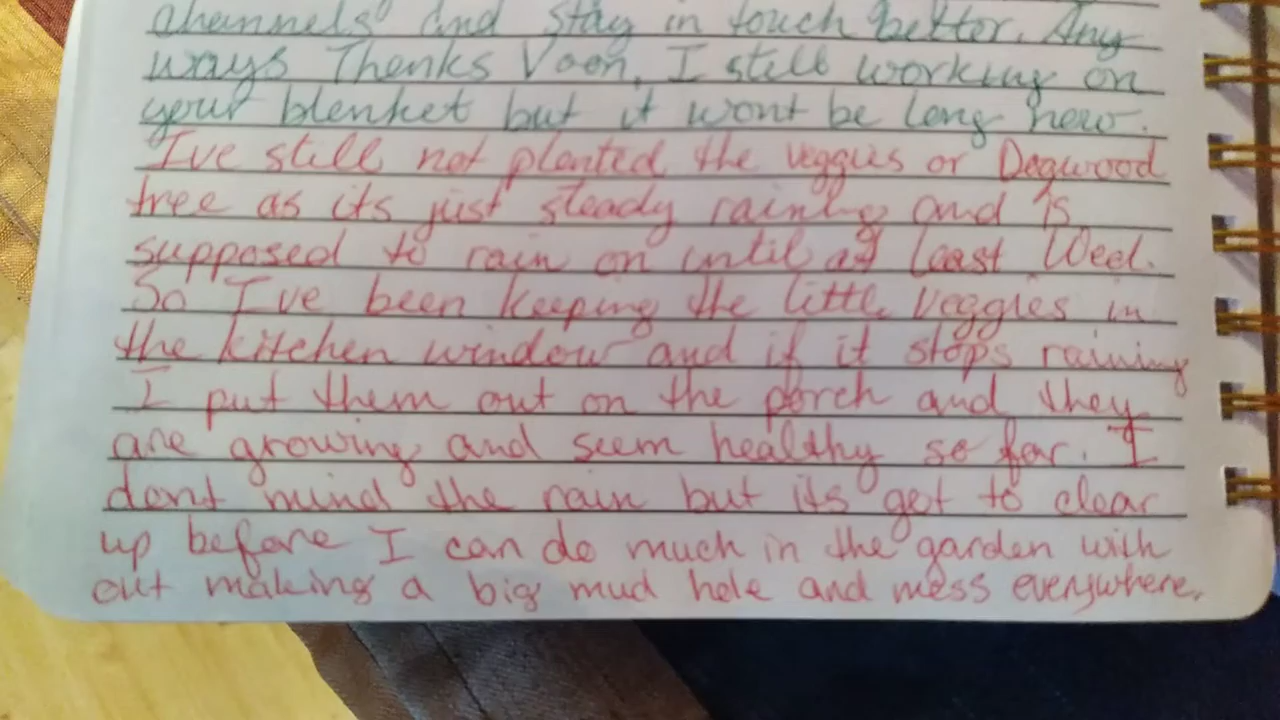 channels and stay in touch better. Any
ways Thanks Voon, I still working on
your blanket but it wont be long now.
Ive still not planted the veggies or Dogwood
tree as its just steady raining and is
supposed to rain on until at least Wed.
So I've been keeping the little veggies in
the kitchen window and if it stops raining
I put them out on the porch and they
are growing and seem healthy so far. I
dont mind the rain but its got to clear
up before I can do much in the garden with
out making a big mud hole and mess everywhere.